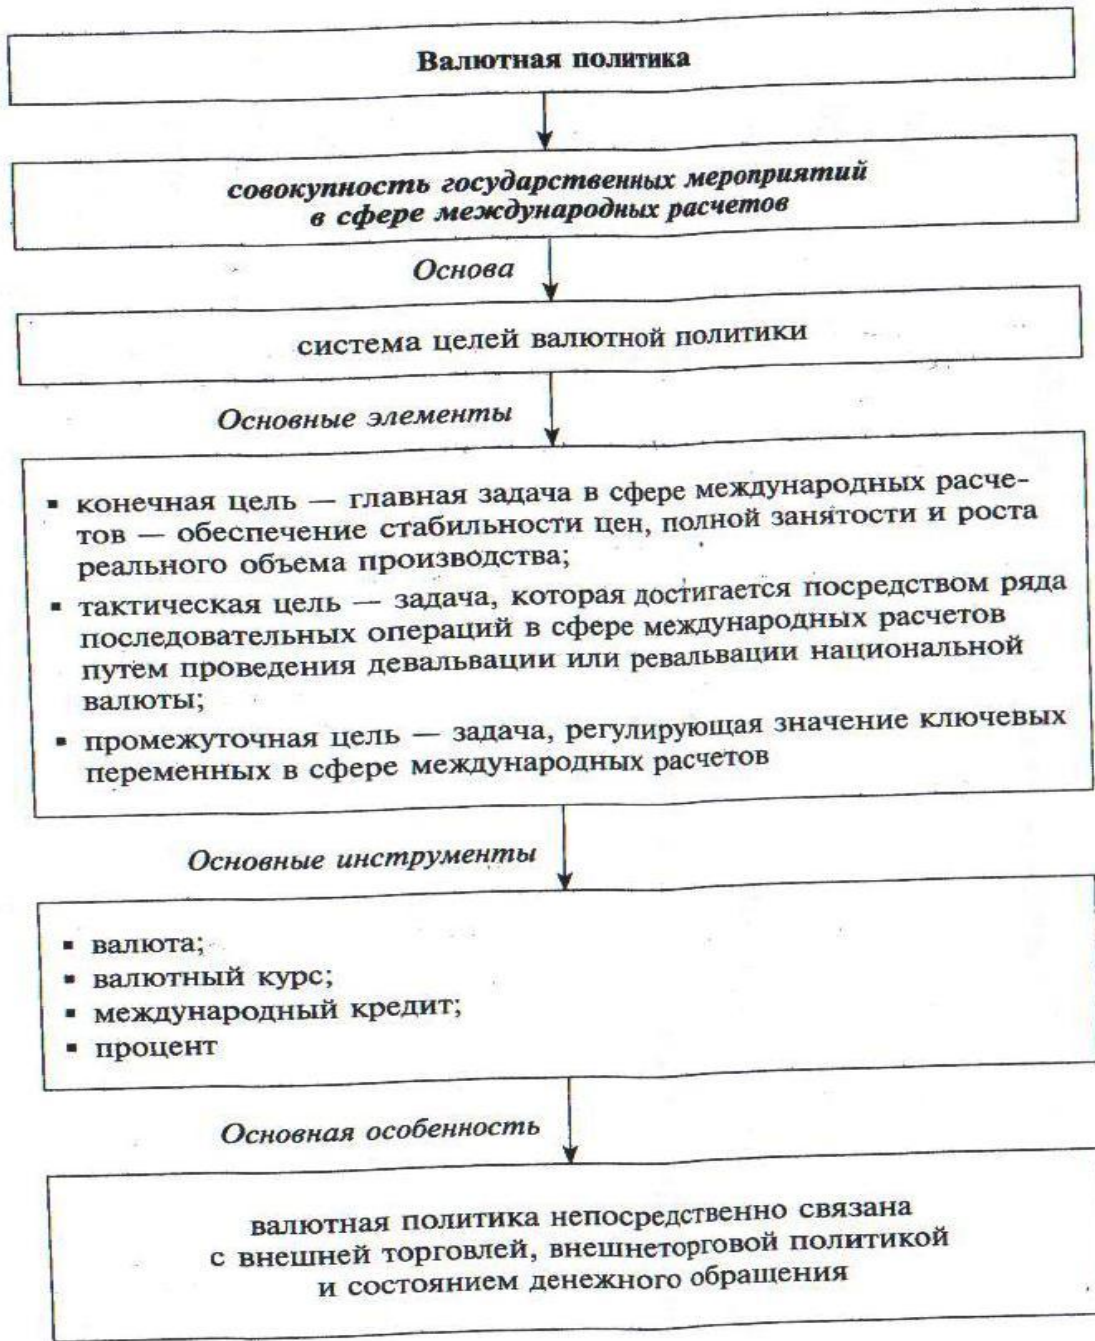 Валютная политика
совокупность государственных мероприятий
в сфере международных расчетов
Основа
система целей валютной политики
Основные элементы
▪ конечная цель — главная задача в сфере международных расче-
тов — обеспечение стабильности цен, полной занятости и роста
реального объема производства;
▪ тактическая цель — задача, которая достигается посредством ряда
последовательных операций в сфере международных расчетов
путем проведения девальвации или ревальвации национальной
валюты;
▪ промежуточная цель — задача, регулирующая значение ключевых
переменных в сфере международных расчетов
Основные инструменты
▪ валюта;
▪ валютный курс;
▪ международный кредит;
▪ процент
Основная особенность
валютная политика непосредственно связана
с внешней торговлей, внешнеторговой политикой
и состоянием денежного обращения